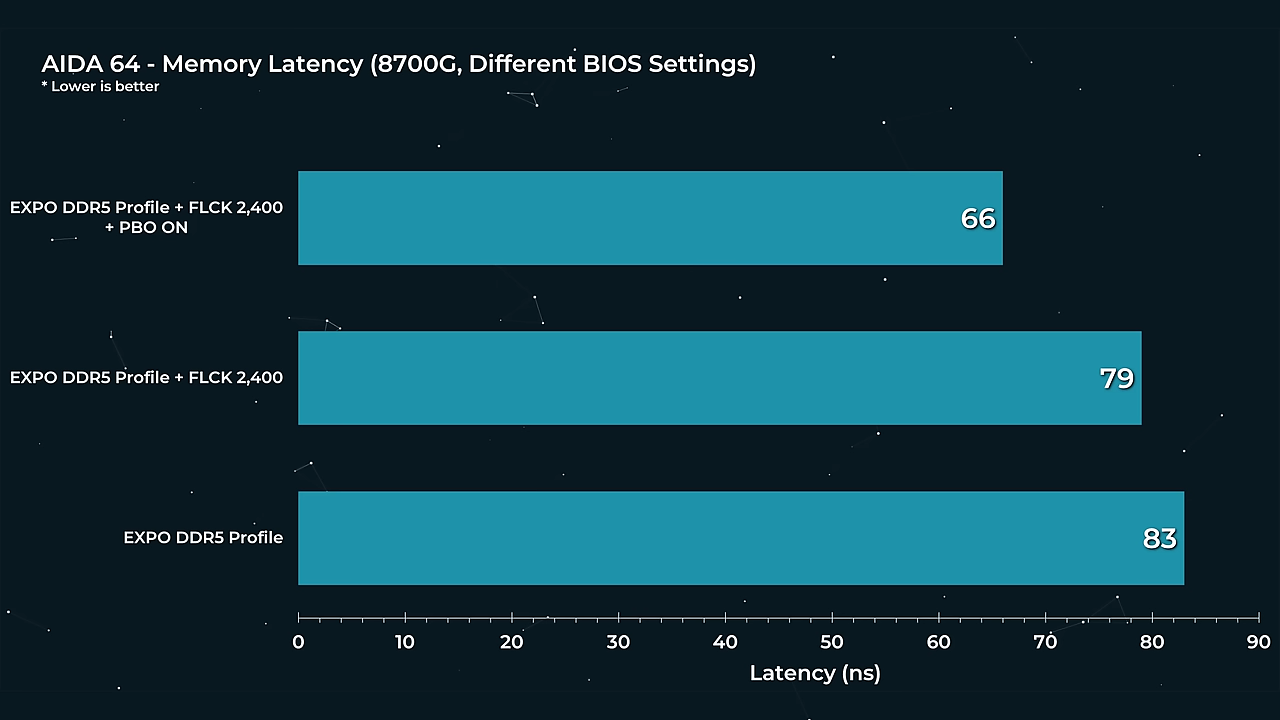 AIDA 64 - Memory Latency (8700G, Different BIOS Settings)
* Lower is better
EXPO DDR5 Profile + FLCK 2,400
+ PBO ON
66
EXPO DDR5 Profile + FLCK 2,400
79
EXPO DDR5 Profile
83
0 10 20 30 40 50 60 70 80 90
Latency (ns)